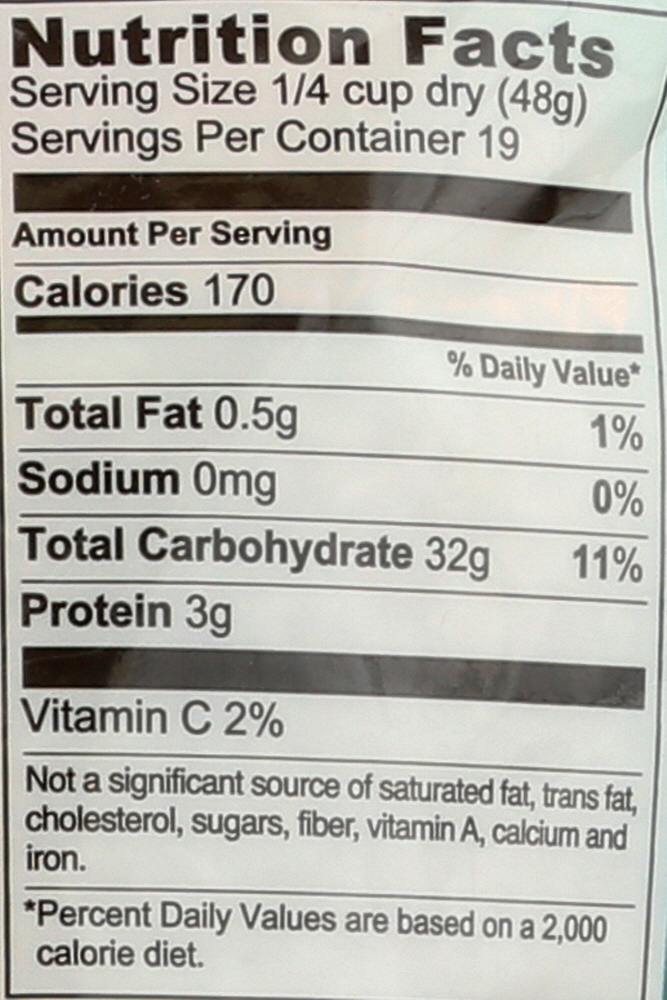 Nutrition Facts
Serving Size 1/4 cup dry (48g)
Servings Per Container 19
Amount Per Serving
Calories 170
% Daily Value*
Total Fat 0.5g 1%
Sodium 0mg 0%
Total Carbohydrate 32g 11%
Protein 3g
Vitamin C 2%
Not a significant source of saturated fat, trans fat,
cholesterol, sugars, fiber, vitamin A, calcium and
iron.
*Percent Daily Values are based on a 2,000
calorie diet.